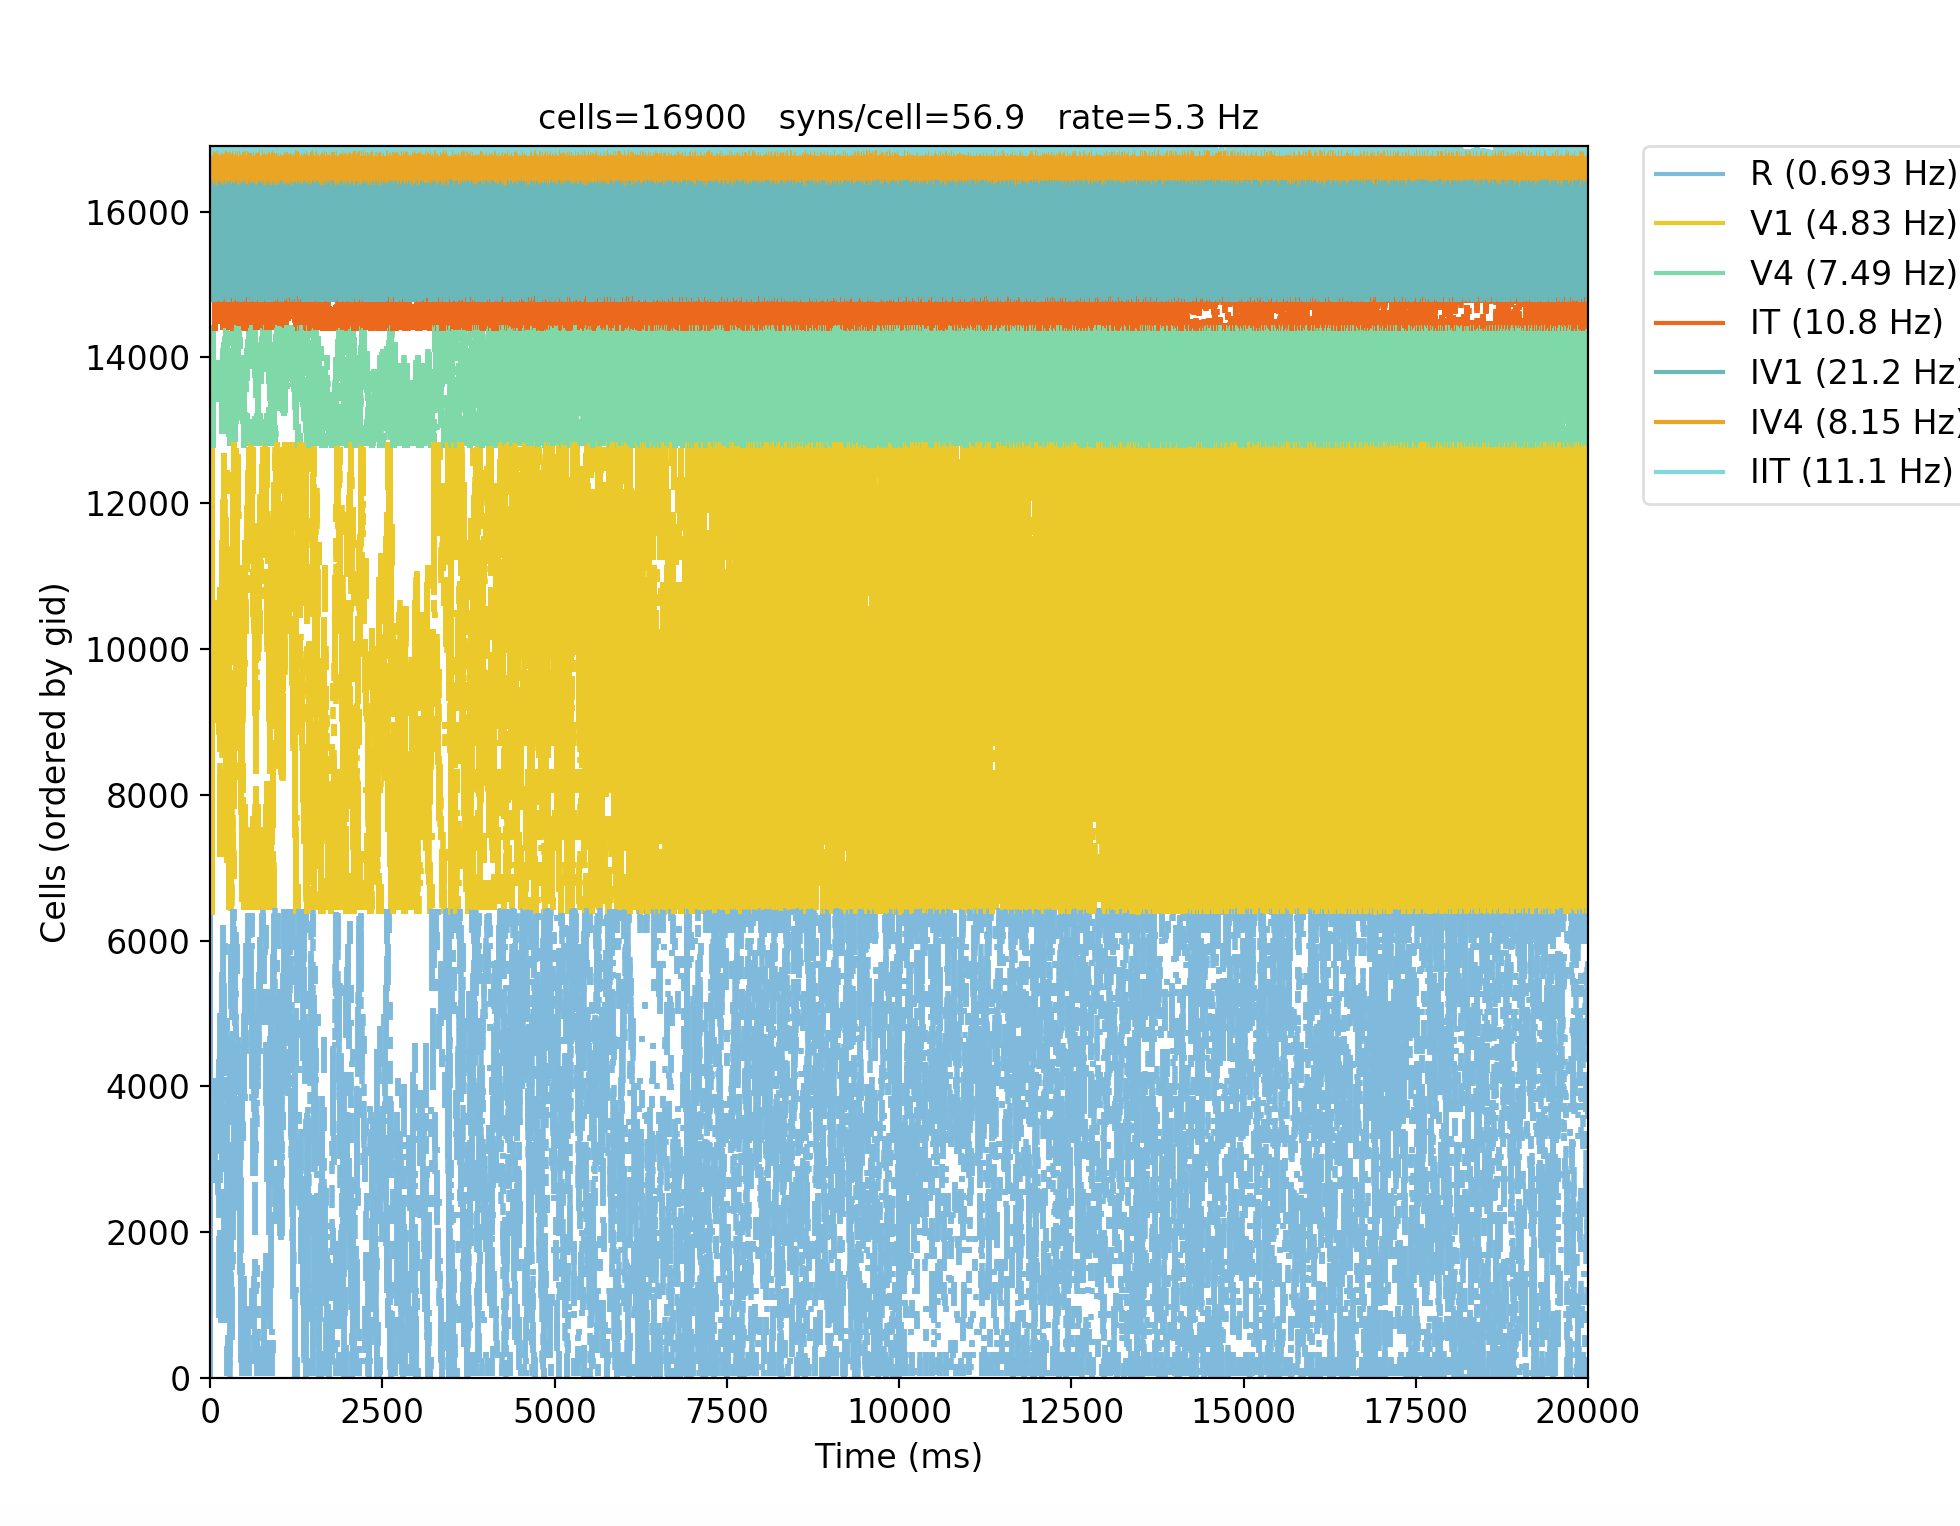 cells=16900 syns/cell=56.9 rate=5.3 Hz
R (0.693 Hz)
V1 (4.83 Hz)
V4 (7.49 Hz)
IT (10.8 Hz)
IV1 (21.2 Hz)
IV4 (8.15 Hz)
IIT (11.1 Hz)
Cells (ordered by gid)
16000
14000
12000
10000
8000
6000
4000
2000
0
0 2500 5000 7500 10000 12500 15000 17500 20000
Time (ms)